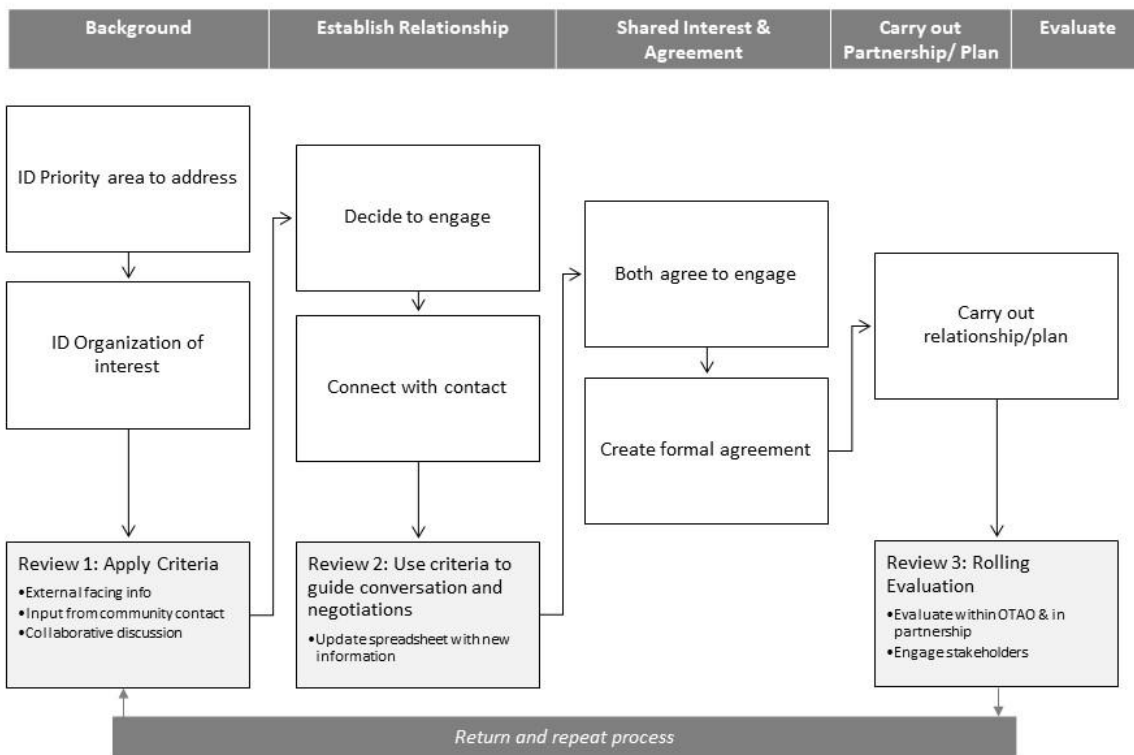 Background
Establish Relationship
Shared Interest &
Agreement
Carry out
Partnership/ Plan
Evaluate
ID Priority area to address
ID Organization of
interest
Review 1: Apply Criteria
•External facing info
•Input from community contact
•Collaborative discussion
Decide to engage
Connect with contact
Review 2: Use criteria to
guide conversation and
negotiations
•Update spreadsheet with new
information
Both agree to engage
Create formal agreement
Carry out
relationship/plan
Review 3: Rolling
Evaluation
•Evaluate within OTAO & in
partnership
•Engage stakeholders
Return and repeat process